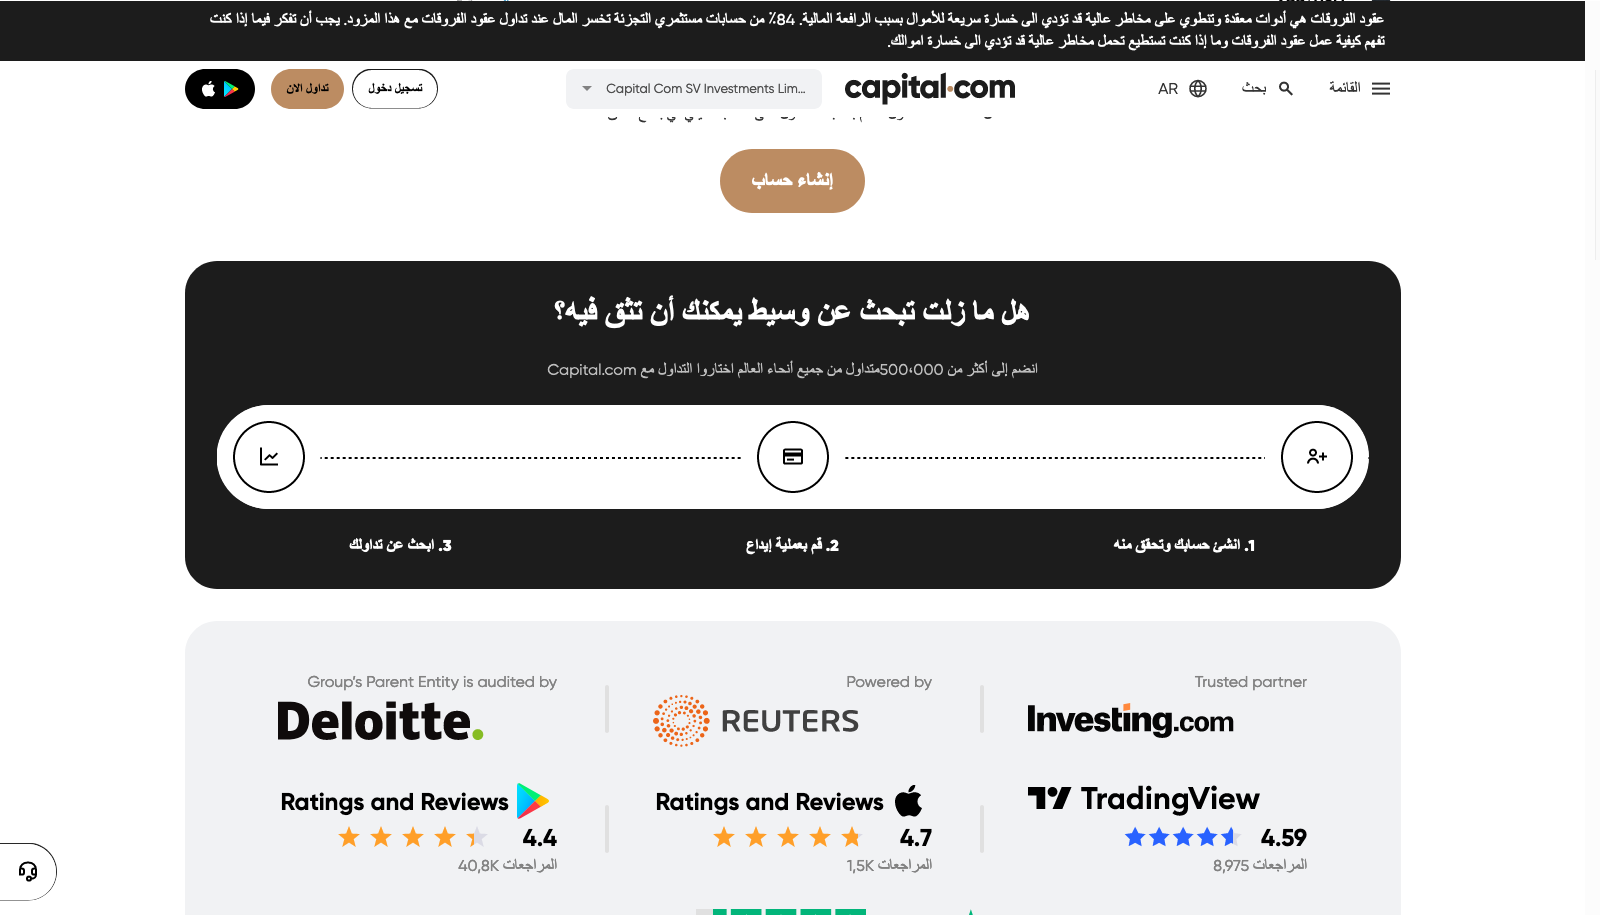 عقود الفروقات هي أدوات معقدة وتنطوي على مخاطر عالية قد تؤدي الى خسارة سريعة للأموال بسبب الرافعة المالية. 84٪ من حسابات مستثمري التجزئة تخسر المال عند تداول عقود الفروقات مع هذا المزود. يجب أن تفكر فيما إذا كنت
تفهم كيفية عمل عقود الفروقات وما إذا كنت تستطيع تحمل مخاطر عالية قد تؤدي الى خسارة اموالك.
القائمة
بحث
AR
capital.com
Capital Com SV Investments Lim...
تسجيل دخول
تداول الان
إنشاء حساب
هل ما زلت تبحث عن وسيط يمكنك أن تثق فيه؟
انضم إلى أكثر من 500،000متداول من جميع أنحاء العالم اختاروا التداول مع Capital.com
1. انشئ حسابك وتحقق منه
2. قم بعملية إيداع
3. ابحث عن تداولك
Trusted partner
Investing.com
Powered by
REUTERS
Group's Parent Entity is audited by
Deloitte.
TradingView
4.59
8,975 المراجعات
Ratings and Reviews
4.7
1,5K المراجعات
Ratings and Reviews
4.4
40,8K المراجعات